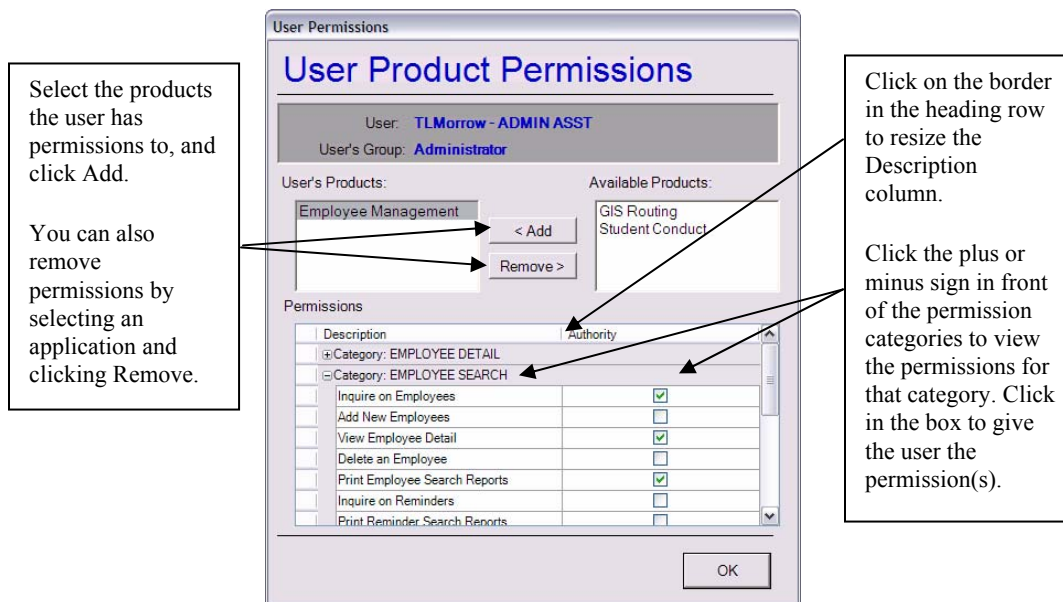 Select the products
the user has
permissions to, and
click Add.
You can also
remove
permissions by
selecting an
application and
clicking Remove.
User Permissions
User Product Permissions
User: TLMorrow - ADMIN ASST
User's Group: Administrator
User's Products:
Employee Management
< Add
Remove >
Available Products:
GIS Routing
Student Conduct
Permissions
Description Authority
Category: EMPLOYEE DETAIL
Category: EMPLOYEE SEARCH
Inquire on Employees
Add New Employees
View Employee Detail
Delete an Employee
Print Employee Search Reports
Inquire on Reminders
Print Reminder Search Reports
OK
Click on the border
in the heading row
to resize the
Description
column.
Click the plus or
minus sign in front
of the permission
categories to view
the permissions for
that category. Click
in the box to give
the user the
permission(s).